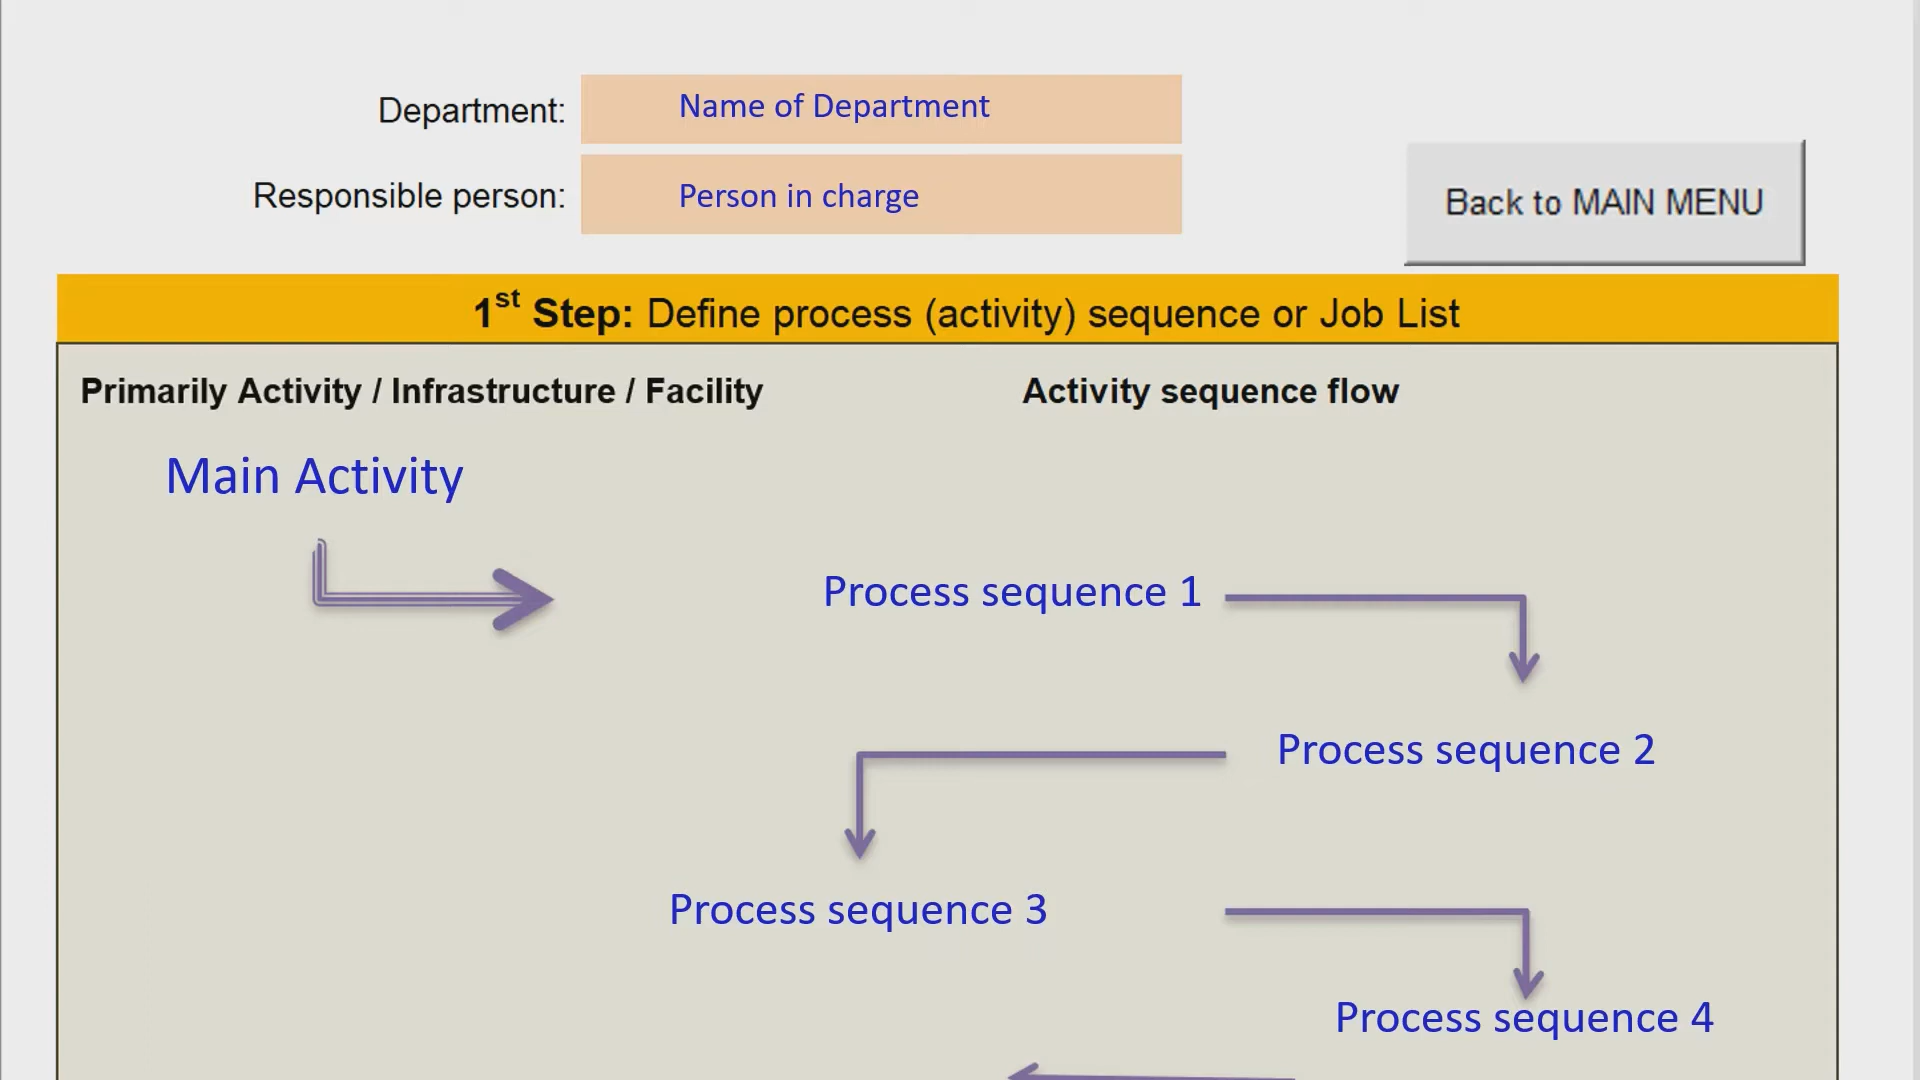 Department: Name of Department
Responsible person: Person in charge
Back to MAIN MENU
1st Step: Define process (activity) sequence or Job List
Primarily Activity / Infrastructure / Facility
Activity sequence flow
Main Activity
Process sequence 1
Process sequence 2
Process sequence 3
Process sequence 4